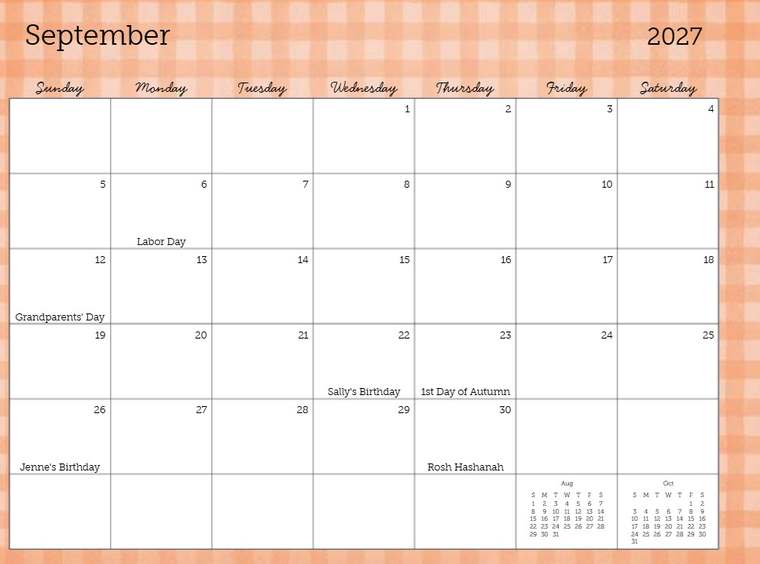 September 2027
Sunday Monday Tuesday Wednesday Thursday Friday Saturday
1 2 3 4
5 6 7 8 9 10 11
Labor Day
12 13 14 15 16 17 18
Grandparents' Day
19 20 21 22 23 24 25
Sally's Birthday 1st Day of Autumn
26 27 28 29 30
Jenne's Birthday Rosh Hashanah
Aug
S M T W T F S
1 2 3 4 5 6 7
8 9 10 11 12 13 14
15 16 17 18 19 20 21
22 23 24 25 26 27 28
29 30 31
Oct
S M T W T F S
1 2
3 4 5 6 7 8 9
10 11 12 13 14 15 16
17 18 19 20 21 22 23
24 25 26 27 28 29 30
31